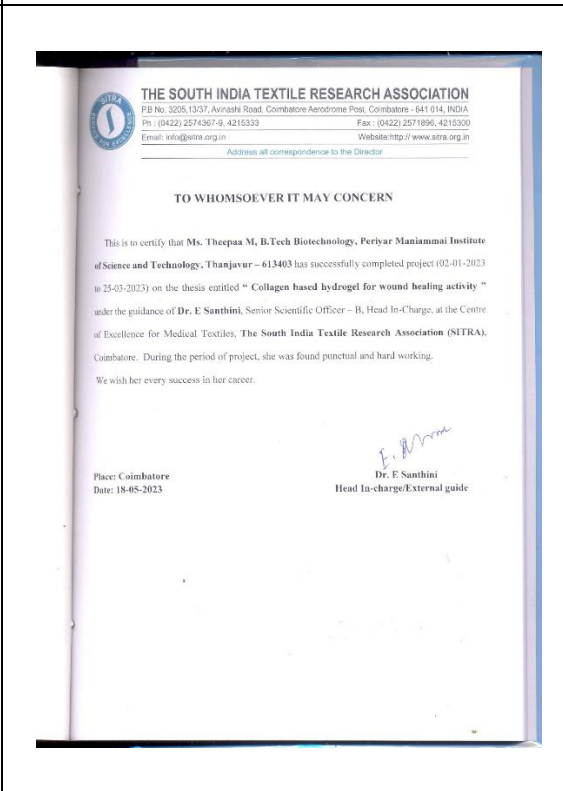 SITRA
THE SOUTH INDIA TEXTILE RESEARCH ASSOCIATION
P.B No. 3205,13/37, Avinashi Road, Coimbatore Aerodrome Post, Coimbatore - 641 014, INDIA
Ph : (0422) 2574367-9, 4215333 Fax : (0422) 2571896, 4215300
Email: info@sitra.org.in Website:http:// www.sitra.org.in
Address all correspondence to the Director
TO WHOMSOEVER IT MAY CONCERN
This is to certify that Ms. Theepaa M, B.Tech Biotechnology, Periyar Maniammai Institute
of Science and Technology, Thanjavur – 613403 has successfully completed project (02-01-2023
to 25-03-2023) on the thesis entitled “ Collagen based hydrogel for wound healing activity ”
under the guidance of Dr. E Santhini, Senior Scientific Officer – B, Head In-Charge, at the Centre
of Excellence for Medical Textiles, The South India Textile Research Association (SITRA),
Coimbatore. During the period of project, she was found punctual and hard working.
We wish her every success in her career.
Place: Coimbatore Dr. E Santhini
Date: 18-05-2023 Head In-charge/External guide